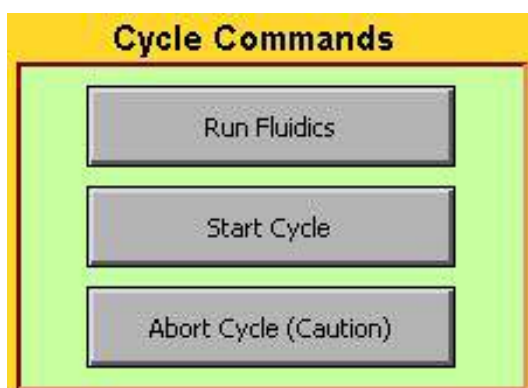 Cycle Commands
Run Fluidics
Start Cycle
Abort Cycle (Caution)